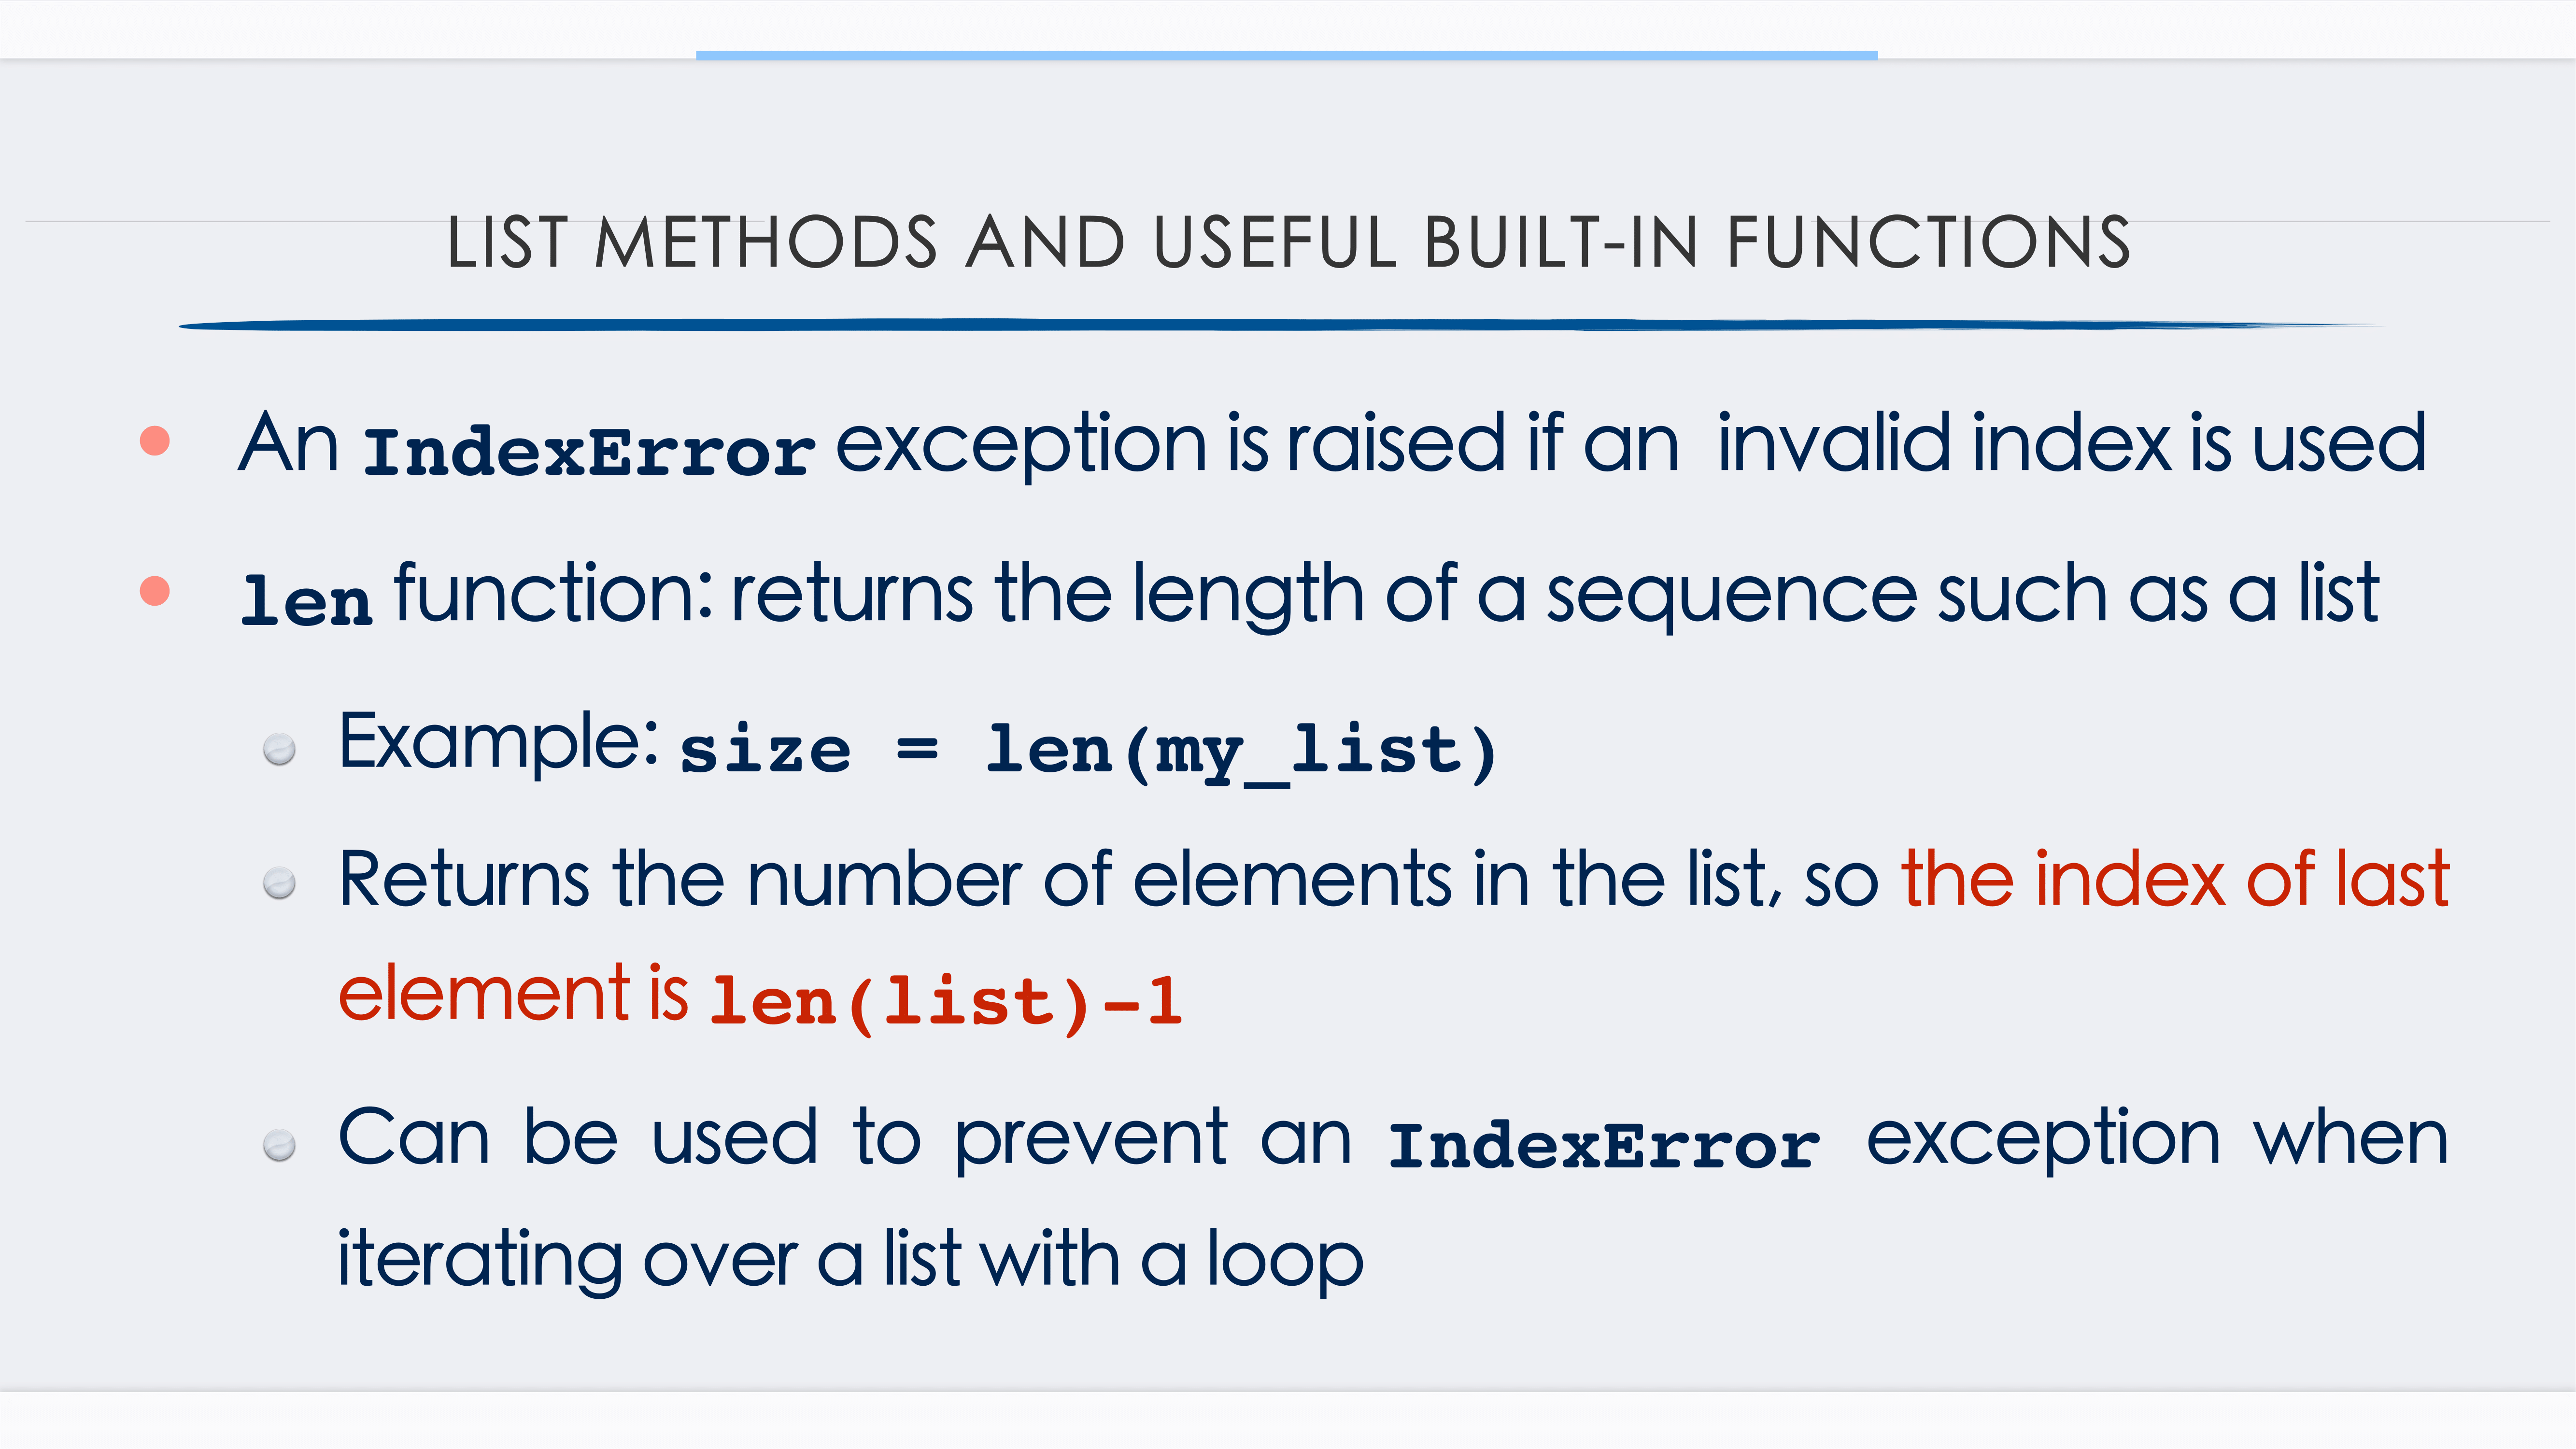 LIST METHODS AND USEFUL BUILT-IN FUNCTIONS
• An IndexError exception is raised if an  invalid index is used
• len function: returns the length of a sequence such as a list
Example: size = len(my_list)
Returns the number of elements in the list, so the index of last
element is len(list)-1
Can be used to prevent an IndexError exception when
iterating over a list with a loop